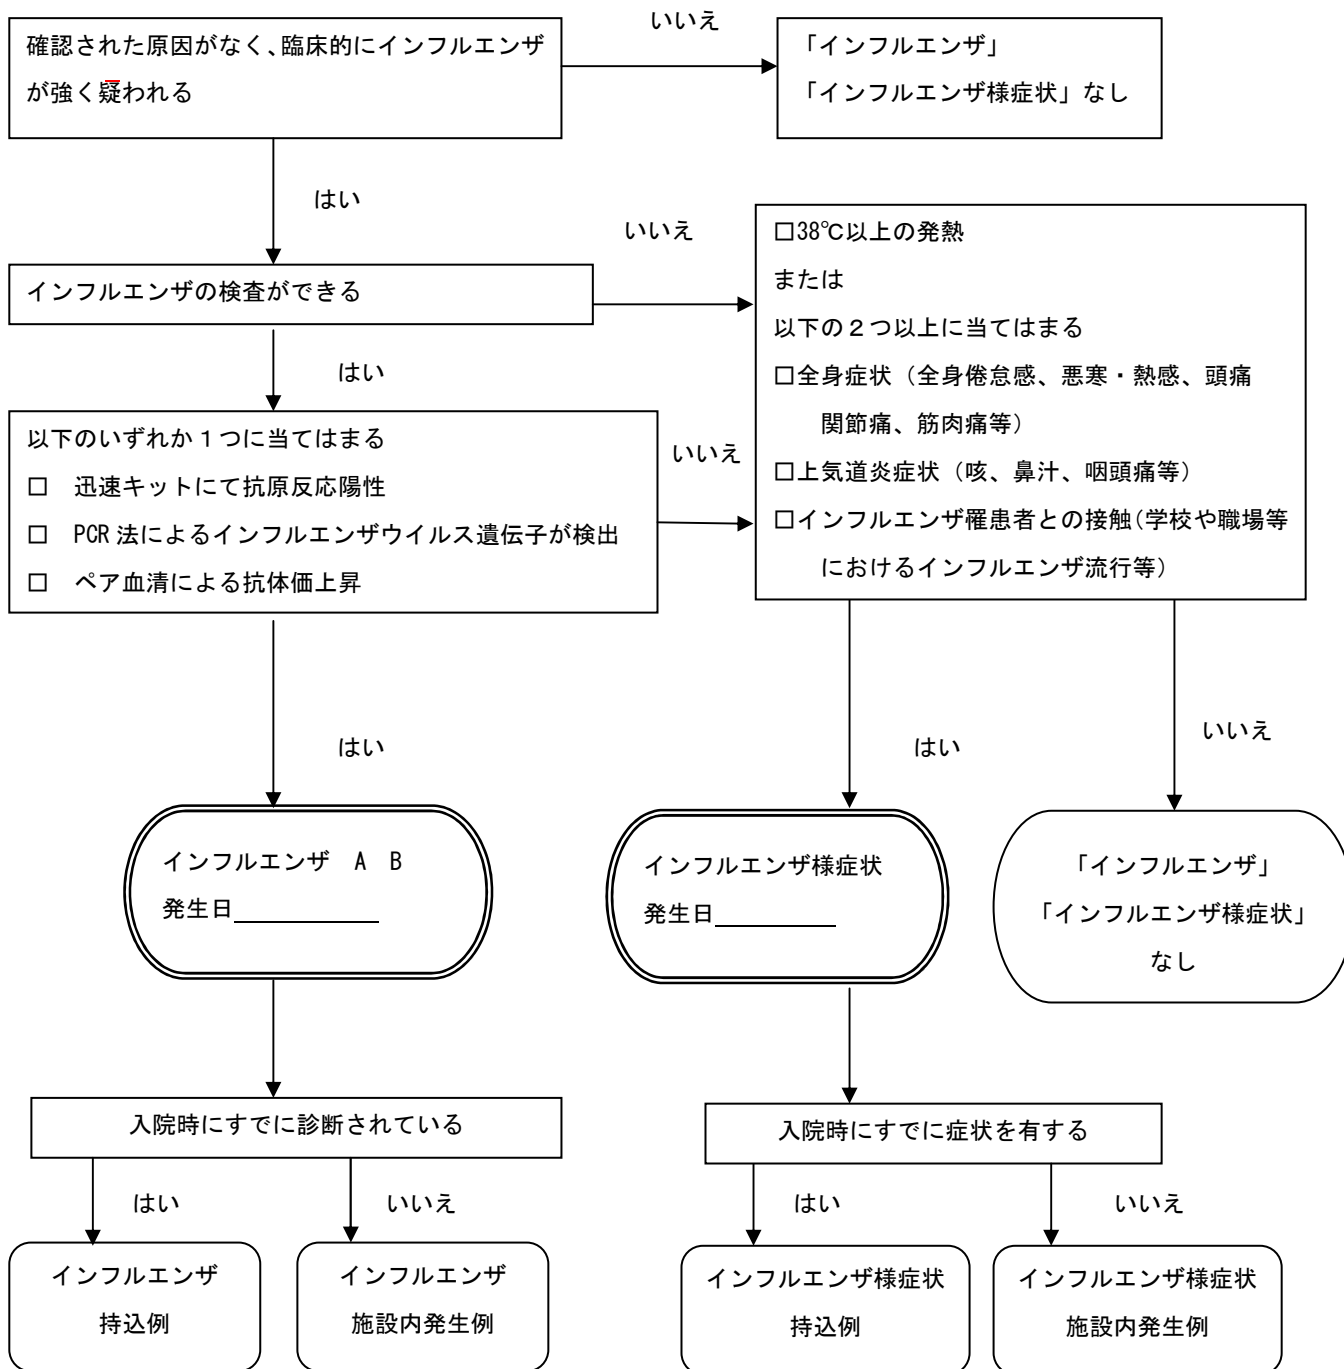 確認された原因がなく、臨床的にインフルエンザ
が強く疑われる
いいえ
「インフルエンザ」
「インフルエンザ様症状」なし
はい
インフルエンザの検査ができる
いいえ
□38℃以上の発熱
または
以下の２つ以上に当てはまる
□全身症状（全身倦怠感、悪寒・熱感、頭痛
関節痛、筋肉痛等）
□上気道炎症状（咳、鼻汁、咽頭痛等）
□インフルエンザ罹患者との接触(学校や職場等
におけるインフルエンザ流行等）
はい
以下のいずれか１つに当てはまる
□　迅速キットにて抗原反応陽性
□　PCR 法によるインフルエンザウイルス遺伝子が検出
□　ペア血清による抗体価上昇
いいえ
はい
はい
いいえ
インフルエンザ　A　B
発生日__________
インフルエンザ様症状
発生日________
「インフルエンザ」
「インフルエンザ様症状」
なし
入院時にすでに診断されている
はい
いいえ
インフルエンザ
持込例
インフルエンザ
施設内発生例
入院時にすでに症状を有する
はい
いいえ
インフルエンザ様症状
持込例
インフルエンザ様症状
施設内発生例